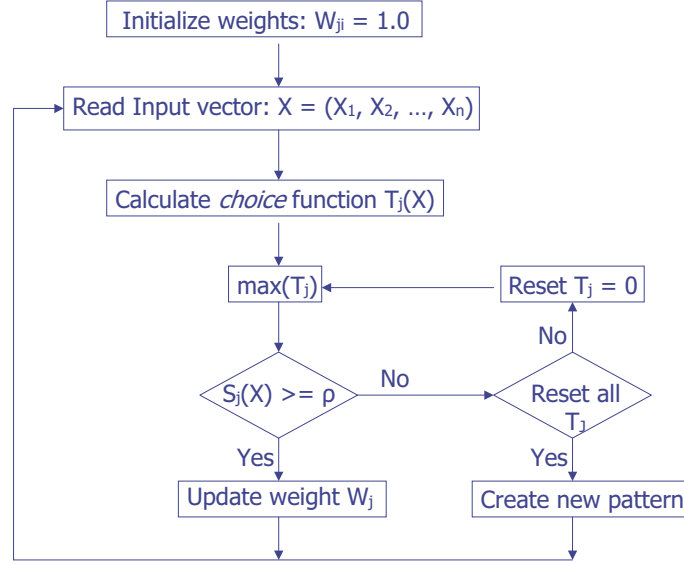 Initialize weights: Wji = 1.0
Read Input vector: X = (X1, X2, ..., Xn)
Calculate choice function Tj(X)
max(Tj)
Reset Tj = 0
No
Sj(X) >= ρ
No
Reset all
TJ
Yes
Yes
Update weight Wj
Create new pattern